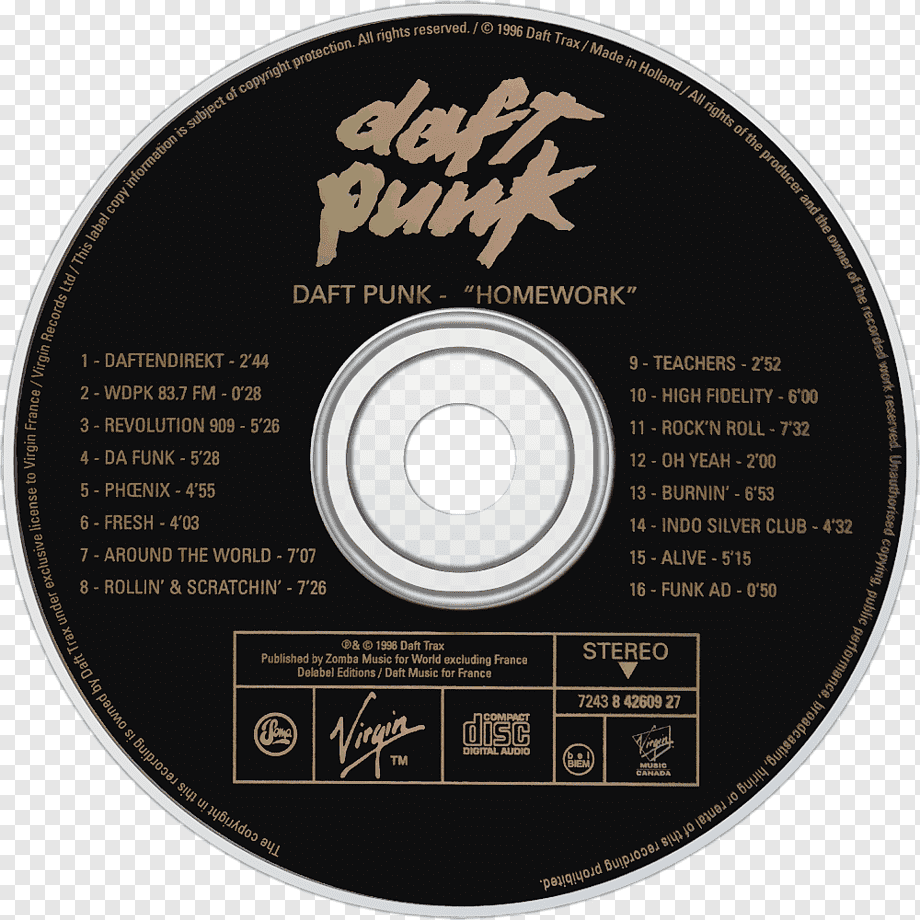 The copyright in this recording is owned by Daft Trax under exclusive license to Virgin France / Virgin Records Ltd / This label copy information is subject of copyright protection. All rights reserved. / © 1996 Daft Trax / Made in Holland / All rights of the producer and the owner of the recorded work reserved. Unauthorised copying, public performance, broadcasting, hiring or rental of this recording prohibited.
daft
punk
DAFT PUNK - “HOMEWORK”
1 - DAFTENDIREKT - 2’44
2 - WDPK 83.7 FM - 0’28
3 - REVOLUTION 909 - 5’26
4 - DA FUNK - 5’28
5 - PHŒNIX - 4’55
6 - FRESH - 4’03
7 - AROUND THE WORLD - 7’07
8 - ROLLIN’ & SCRATCHIN’ - 7’26
9 - TEACHERS - 2’52
10 - HIGH FIDELITY - 6’00
11 - ROCK’N ROLL - 7’32
12 - OH YEAH - 2’00
13 - BURNIN’ - 6’53
14 - INDO SILVER CLUB - 4’32
15 - ALIVE - 5’15
16 - FUNK AD - 0’50
℗& © 1996 Daft Trax
Published by Zomba Music for World excluding France
Delabel Editions / Daft Music for France
STEREO
7243 8 42609 27
Soma
Virgin TM
COMPACT
disc
DIGITAL AUDIO
bel
BIEM
Virgin
MUSIC
CANADA